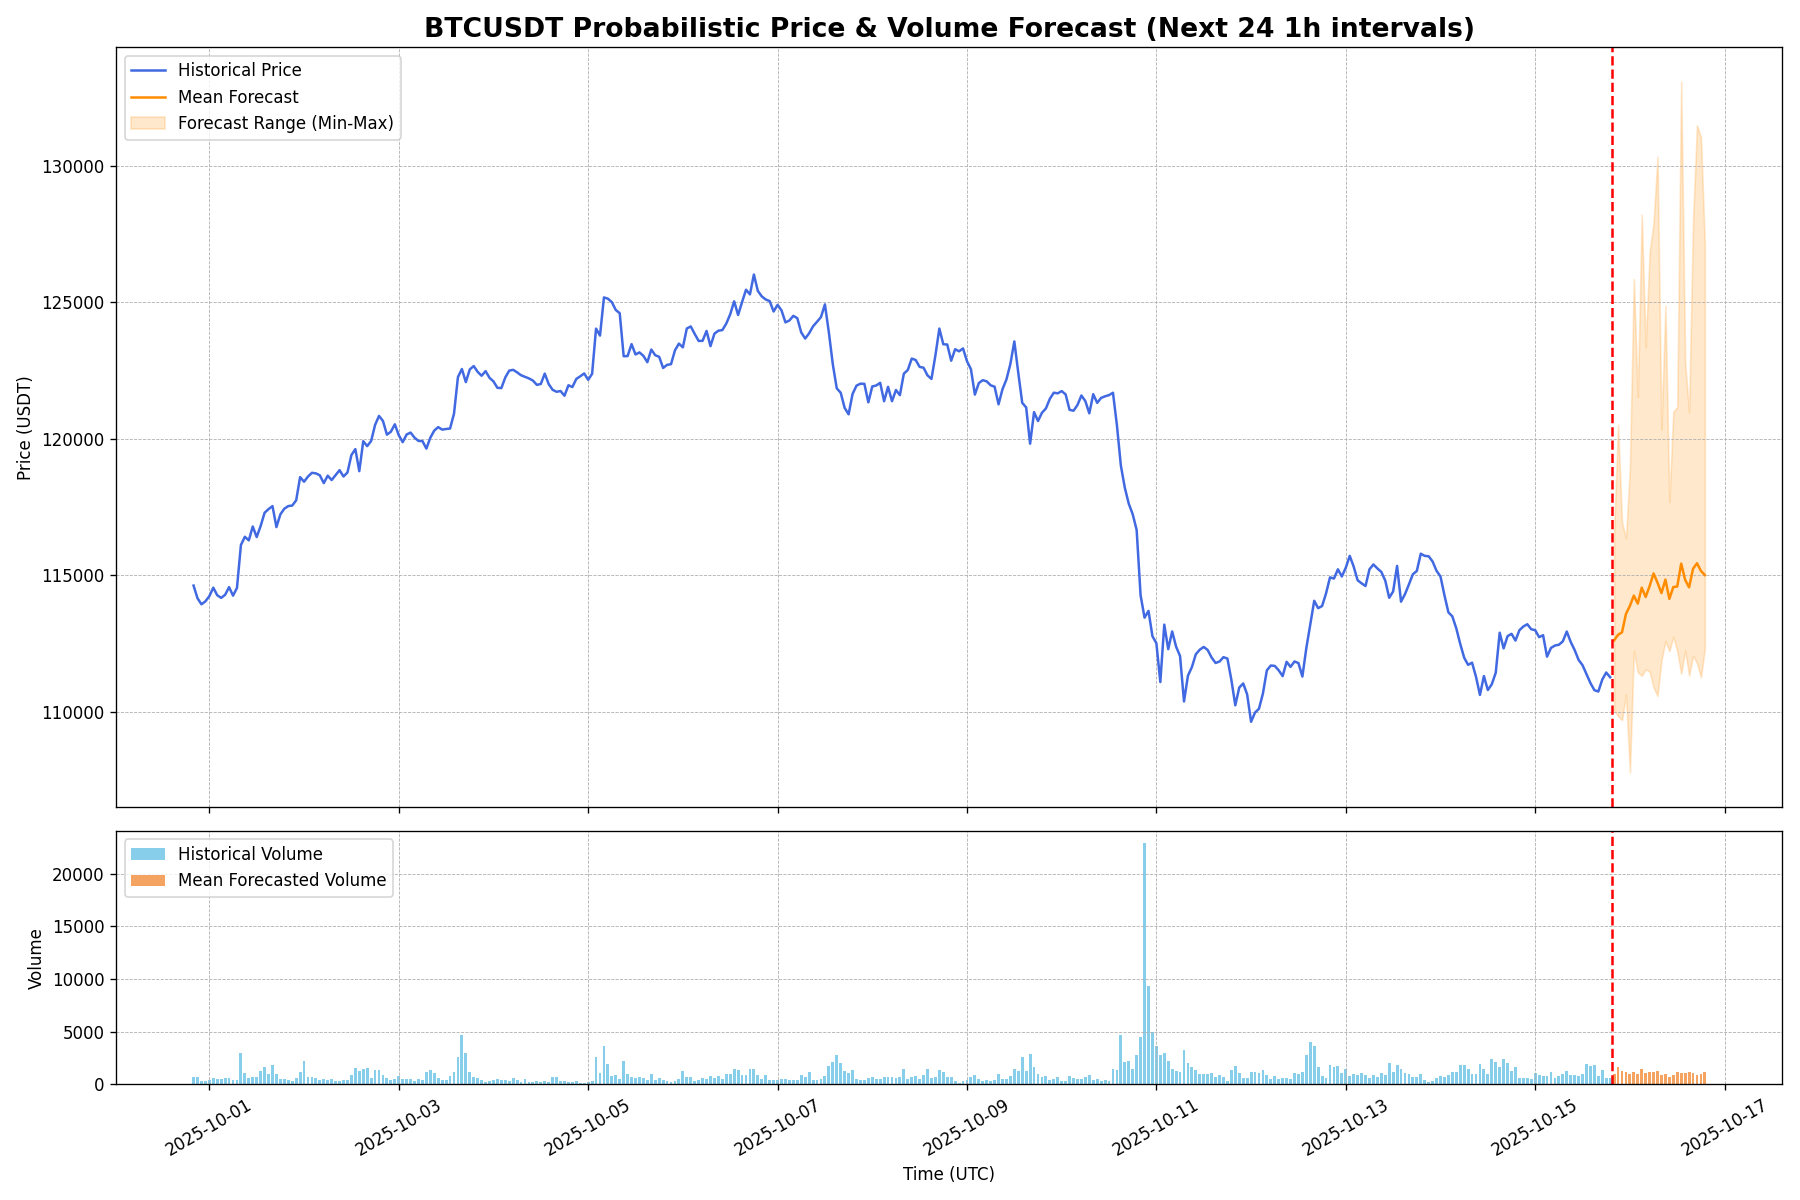 BTCUSDT Probabilistic Price & Volume Forecast (Next 24 1h intervals)
Historical Price
Mean Forecast
Forecast Range (Min-Max)
130000
125000
120000
115000
110000
Price (USDT)
Historical Volume
Mean Forecasted Volume
20000
15000
10000
5000
0
Volume
2025-10-01
2025-10-03
2025-10-05
2025-10-07
2025-10-09
2025-10-11
2025-10-13
2025-10-15
2025-10-17
Time (UTC)